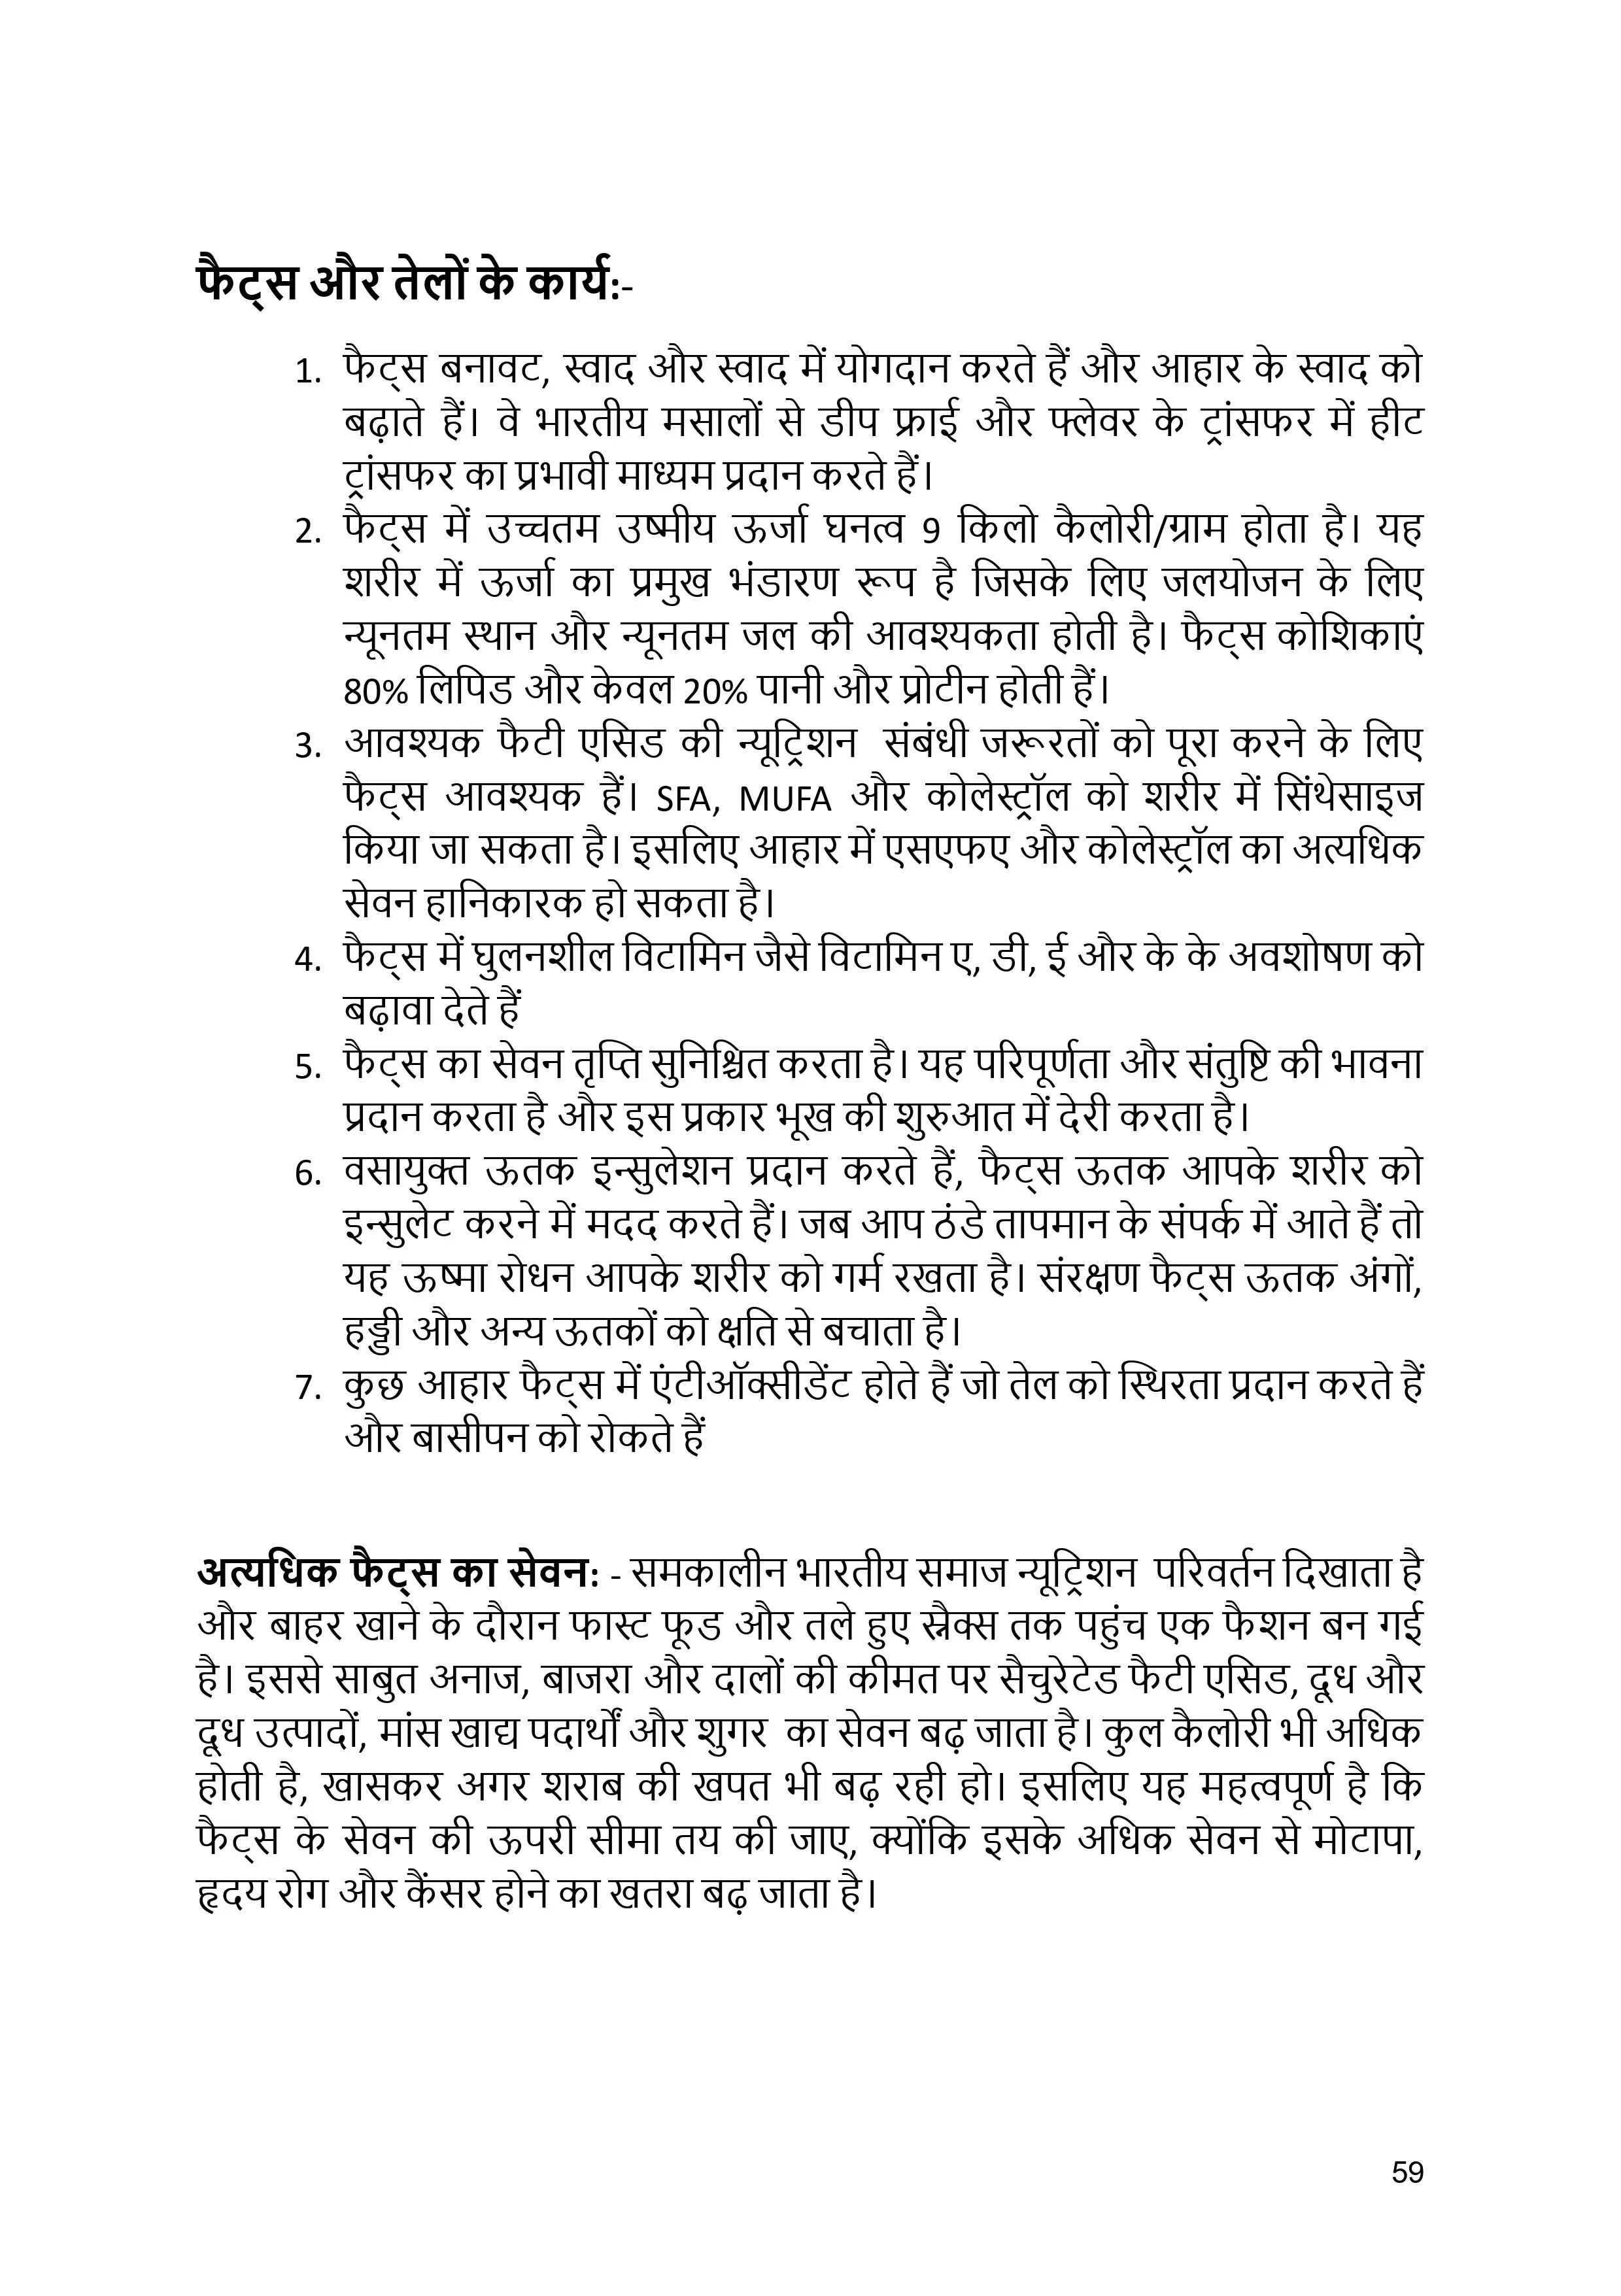 फैट्स और तेलों के कार्य:-
1. फैट्स बनावट, स्वाद और स्वाद में योगदान करते हैं और आहार के स्वाद को
बढ़ाते हैं। वे भारतीय मसालों से डीप फ्राई और फ्लेवर के ट्रांसफर में हीट
ट्रांसफर का प्रभावी माध्यम प्रदान करते हैं।
2. फैट्स में उच्चतम उष्मीय ऊर्जा घनत्व 9 किलो कैलोरी/ग्राम होता है। यह
शरीर में ऊर्जा का प्रमुख भंडारण रूप है जिसके लिए जलयोजन के लिए
न्यूनतम स्थान और न्यूनतम जल की आवश्यकता होती है। फैट्स कोशिकाएं
80% लिपिड और केवल 20% पानी और प्रोटीन होती हैं।
3. आवश्यक फैटी एसिड की न्यूट्रिशन संबंधी जरूरतों को पूरा करने के लिए
फैट्स आवश्यक हैं। SFA, MUFA और कोलेस्ट्रॉल को शरीर में सिंथेसाइज
किया जा सकता है। इसलिए आहार में एसएफए और कोलेस्ट्रॉल का अत्यधिक
सेवन हानिकारक हो सकता है।
4. फैट्स में घुलनशील विटामिन जैसे विटामिन ए, डी, ई और के के अवशोषण को
बढ़ावा देते हैं
5. फैट्स का सेवन तृप्ति सुनिश्चित करता है। यह परिपूर्णता और संतुष्टि की भावना
प्रदान करता है और इस प्रकार भूख की शुरुआत में देरी करता है।
6. वसायुक्त ऊतक इन्सुलेशन प्रदान करते हैं, फैट्स ऊतक आपके शरीर को
इन्सुलेट करने में मदद करते हैं। जब आप ठंडे तापमान के संपर्क में आते हैं तो
यह ऊष्मा रोधन आपके शरीर को गर्म रखता है। संरक्षण फैट्स ऊतक अंगों,
हड्डी और अन्य ऊतकों को क्षति से बचाता है।
7. कुछ आहार फैट्स में एंटीऑक्सीडेंट होते हैं जो तेल को स्थिरता प्रदान करते हैं
और बासीपन को रोकते हैं
अत्यधिक फैट्स का सेवन: - समकालीन भारतीय समाज न्यूट्रिशन परिवर्तन दिखाता है
और बाहर खाने के दौरान फास्ट फूड और तले हुए स्नैक्स तक पहुंच एक फैशन बन गई
है। इससे साबुत अनाज, बाजरा और दालों की कीमत पर सैचुरेटेड फैटी एसिड, दूध और
दूध उत्पादों, मांस खाद्य पदार्थों और शुगर का सेवन बढ़ जाता है। कुल कैलोरी भी अधिक
होती है, खासकर अगर शराब की खपत भी बढ़ रही हो। इसलिए यह महत्वपूर्ण है कि
फैट्स के सेवन की ऊपरी सीमा तय की जाए, क्योंकि इसके अधिक सेवन से मोटापा,
हृदय रोग और कैंसर होने का खतरा बढ़ जाता है।
59